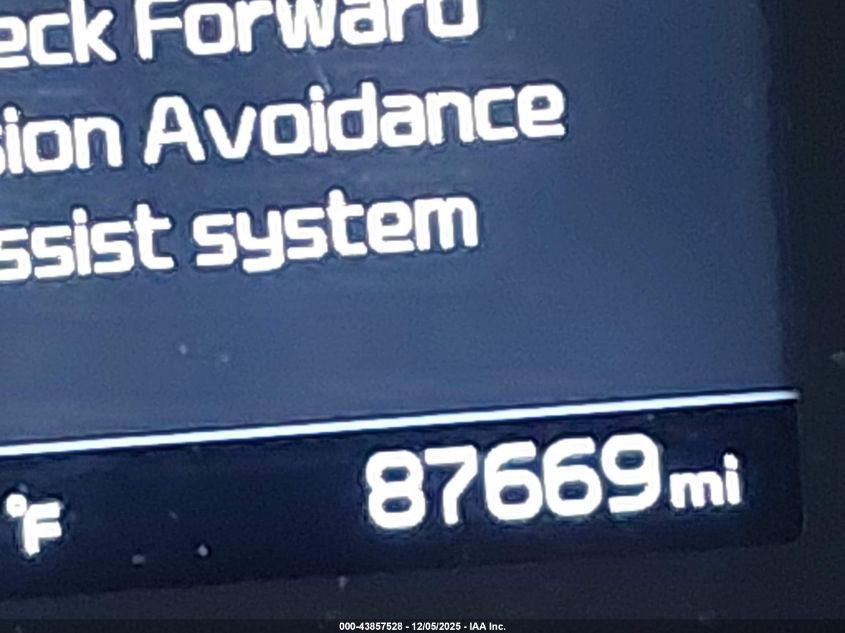 eck Forward
sion Avoidance
ssist system
°F
87669 mi
000-43857528 - 12/05/2025 - IAA Inc.